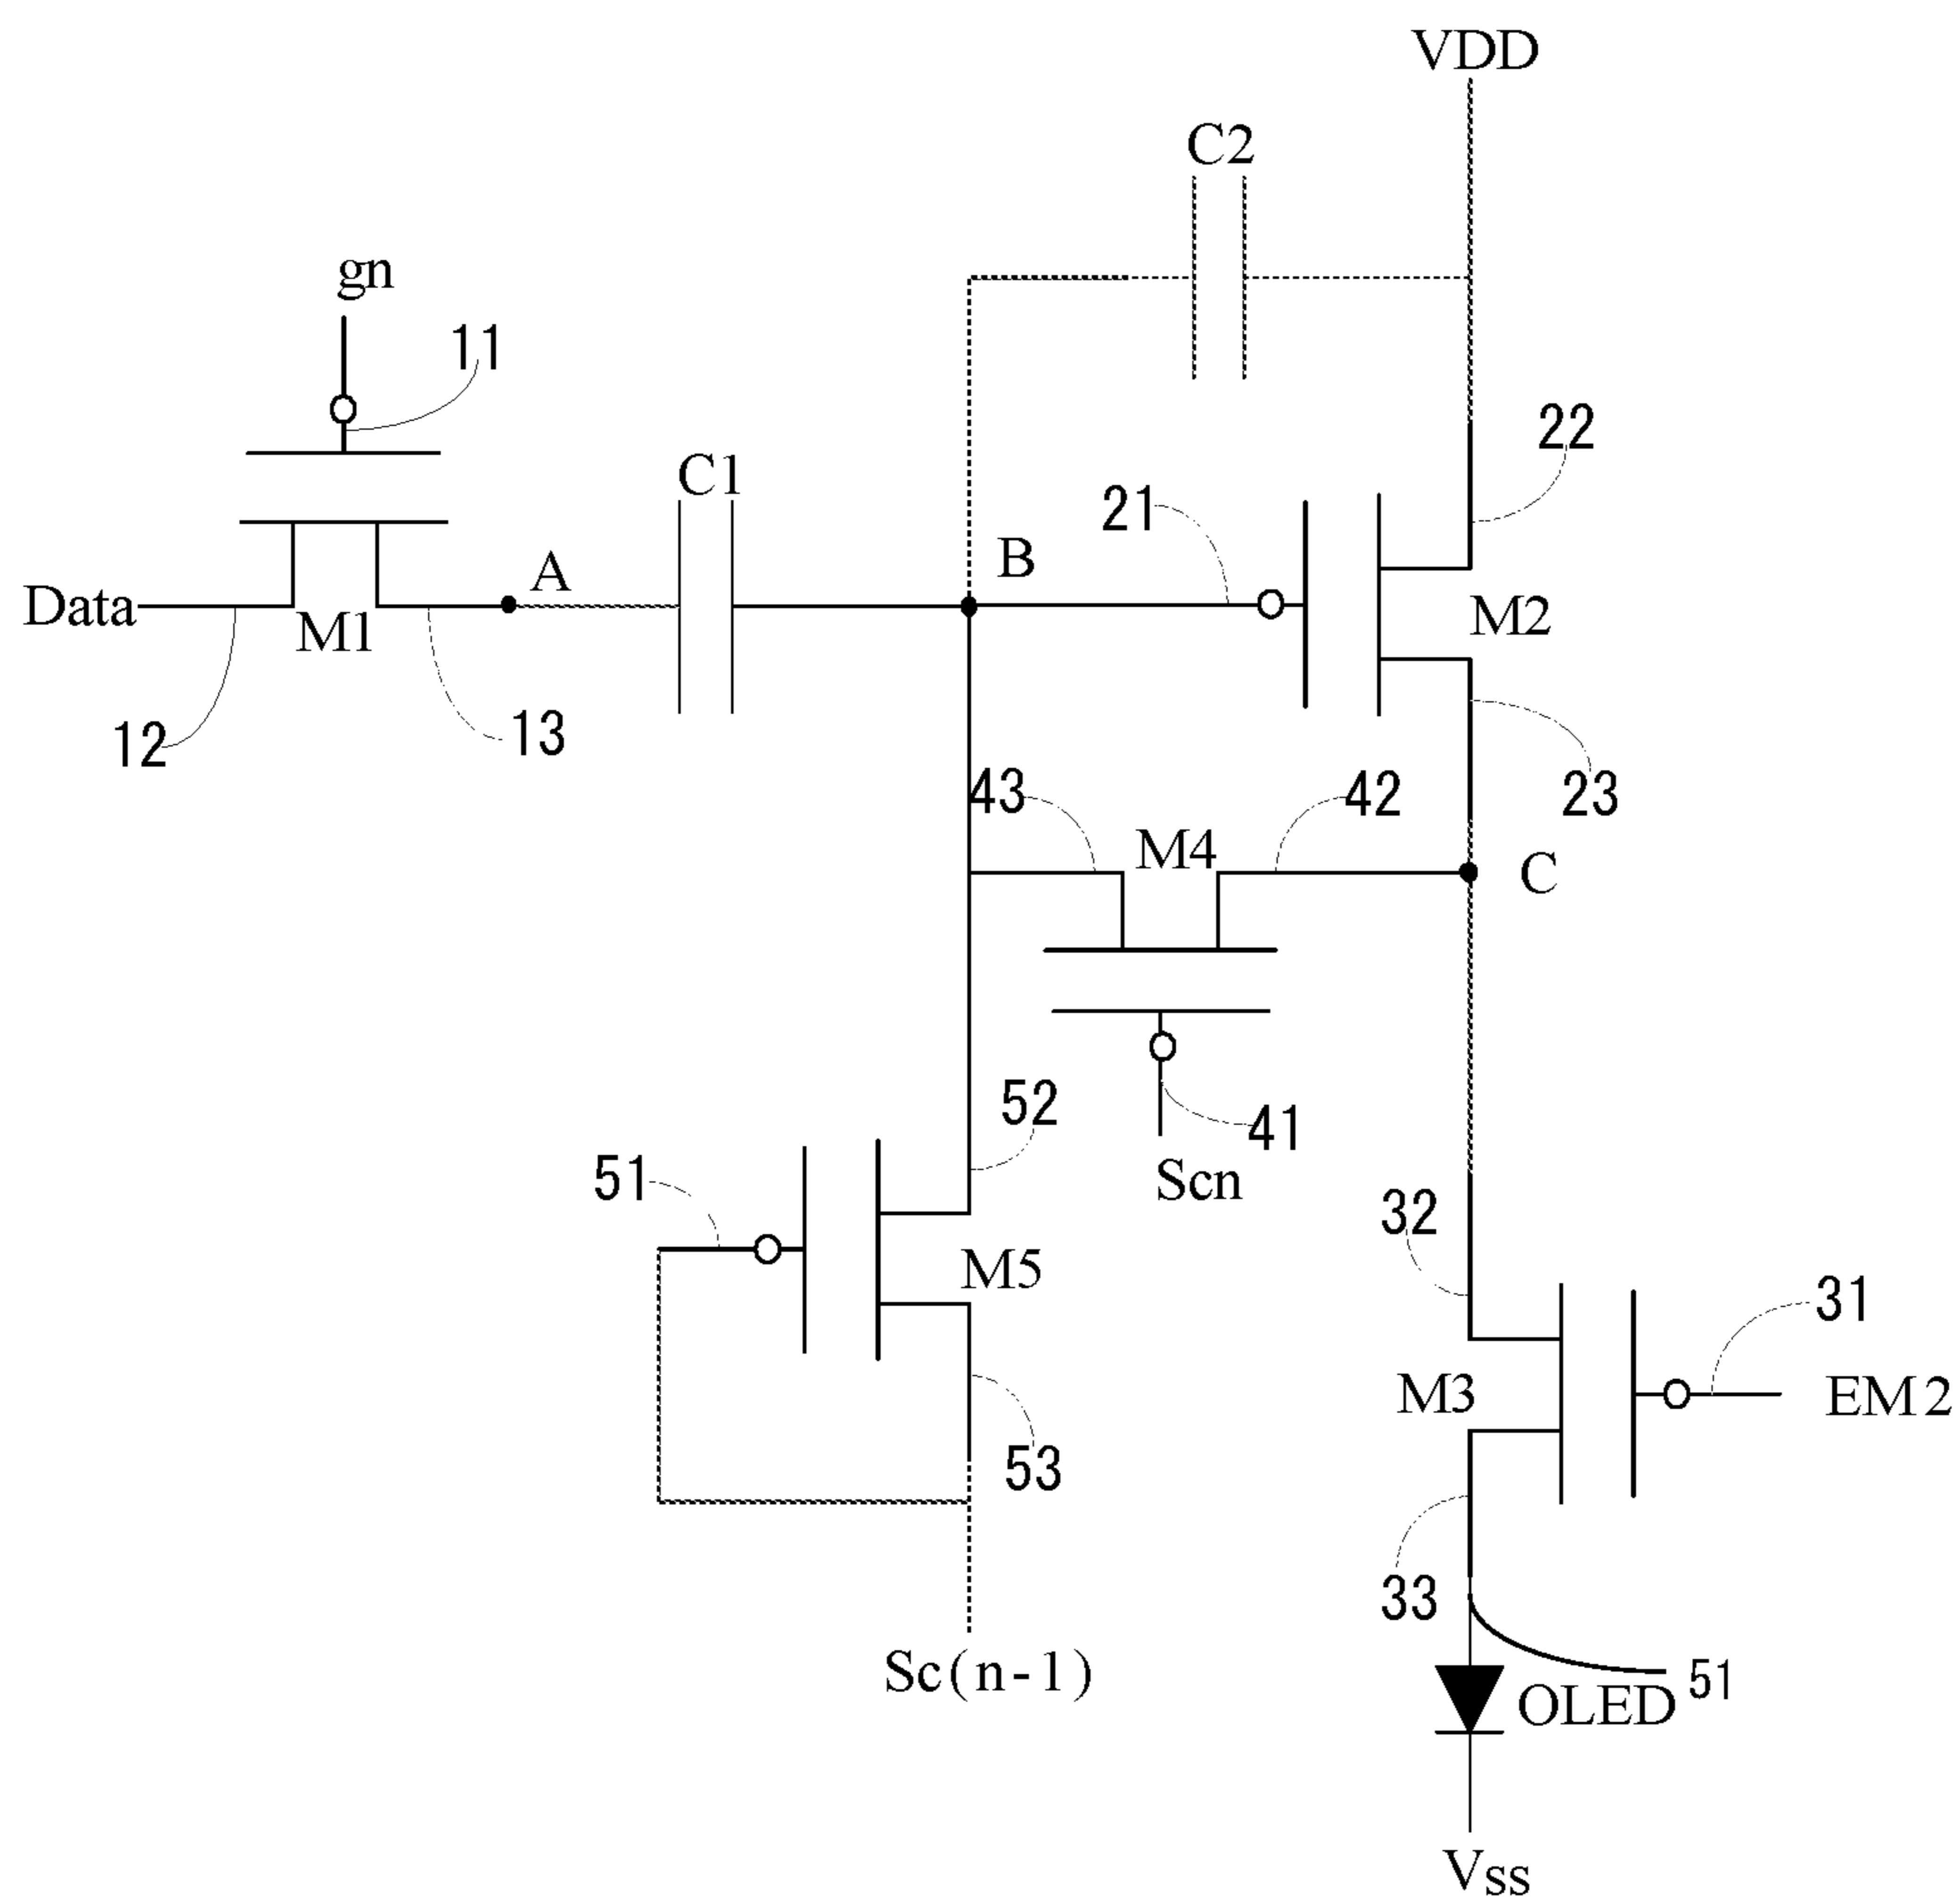 VDD
C2
gn
11
22
C1
21
B
A
Data
M1
M2
12
13
43
42
23
M4
C
52
41
51
Scn
32
M5
31
M3
EM2
53
33
Sc(n-1)
51
OLED
Vss